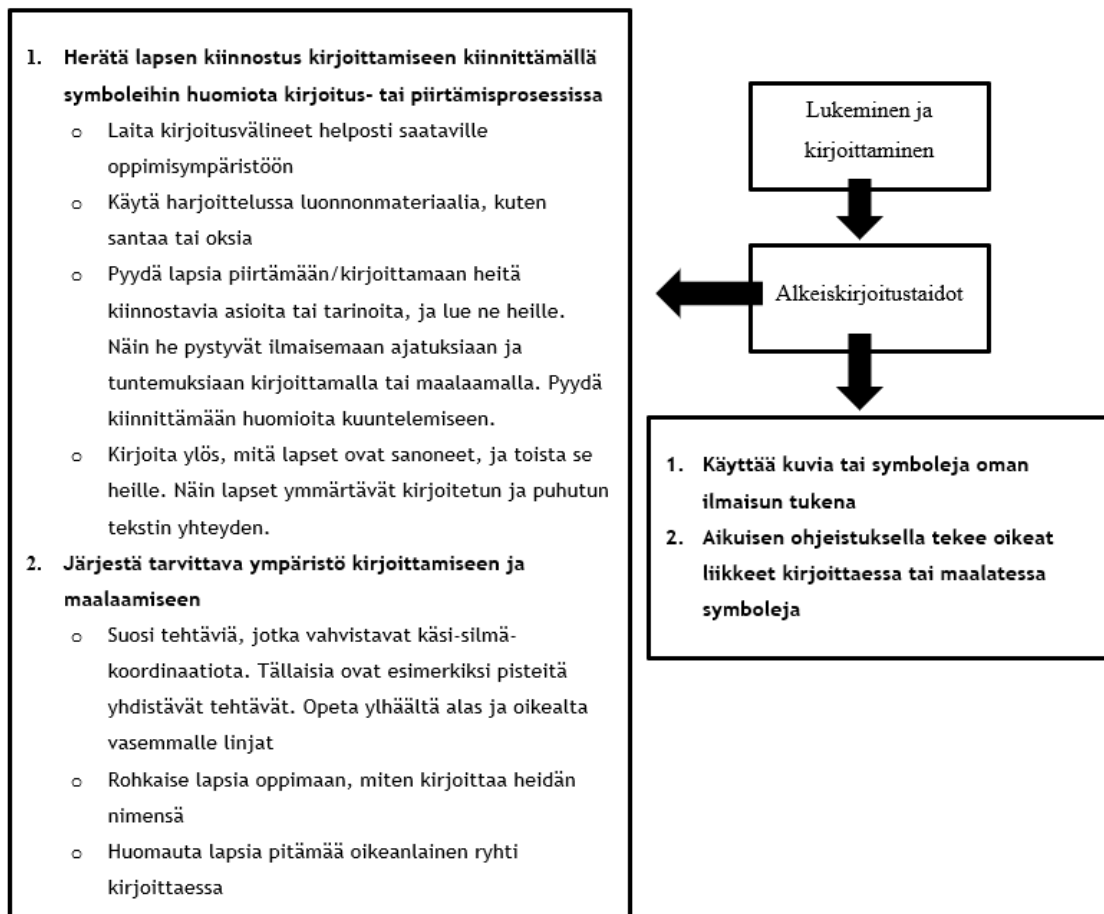 1. Herätä lapsen kiinnostus kirjoittamiseen kiinnittämällä
symboleihin huomiota kirjoitus- tai piirtämisprosessissa
o Laita kirjoitusvälineet helposti saataville
oppimisympäristöön
o Käytä harjoittelussa luonnonmateriaalia, kuten
santaa tai oksia
o Pyydä lapsia piirtämään/kirjoittamaan heitä
kiinnostavia asioita tai tarinoita, ja lue ne heille.
Näin he pystyvät ilmaisemaan ajatuksiaan ja
tuntemuksiaan kirjoittamalla tai maalaamalla. Pyydä
kiinnittämään huomioita kuuntelemiseen.
o Kirjoita ylös, mitä lapset ovat sanoneet, ja toista se
heille. Näin lapset ymmärtävät kirjoitetun ja puhutun
tekstin yhteyden.
2. Järjestä tarvittava ympäristö kirjoittamiseen ja
maalaamiseen
o Suosi tehtäviä, jotka vahvistavat käsi-silmä-
koordinaatiota. Tällaisia ovat esimerkiksi pisteitä
yhdistävät tehtävät. Opeta ylhäältä alas ja oikealta
vasemmalle linjat
o Rohkaise lapsia oppimaan, miten kirjoittaa heidän
nimensä
o Huomauta lapsia pitämää oikeanlainen ryhti
kirjoittaessa
Lukeminen ja
kirjoittaminen
Alkeiskirjoitustaidot
1. Käyttää kuvia tai symboleja oman
ilmaisun tukena
2. Aikuisen ohjeistuksella tekee oikeat
liikkeet kirjoittaessa tai maalatessa
symboleja